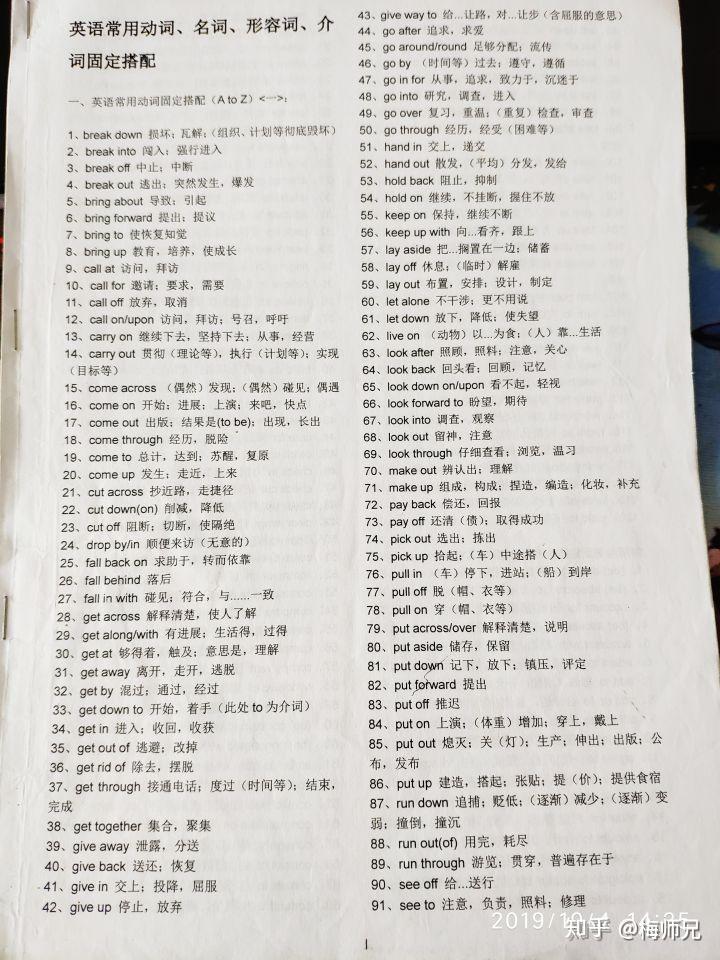 英语常用动词、名词、形容词、介
词固定搭配
一、英语常用动词固定搭配（A to Z）<一>：
1、break down 损坏；瓦解；（组织、计划等彻底毁坏）
2、break into 闯入；强行进入
3、break off 中止；中断
4、break out 逃出；突然发生，爆发
5、bring about 导致；引起
6、bring forward 提出；提议
7、bring to 使恢复知觉
8、bring up 教育，培养，使成长
9、call at 访问，拜访
10、call for 邀请；要求，需要
11、call off 放弃，取消
12、call on/upon 访问，拜访；号召，呼吁
13、carry on 继续下去，坚持下去；从事，经营
14、carry out 贯彻（理论等），执行（计划等）；实现
（目标等）
15、come across （偶然）发现；（偶然）碰见；偶遇
16、come on 开始；进展；上演；来吧，快点
17、come out 出版；结果是(to be)；出现，长出
18、come through 经历，脱险
19、come to 总计，达到；苏醒，复原
20、come up 发生；走近，上来
21、cut across 抄近路，走捷径
22、cut down(on) 削减，降低
23、cut off 阻断；切断，使隔绝
24、drop by/in 顺便来访（无意的）
25、fall back on 求助于，转而依靠
26、fall behind 落后
27、fall in with 碰见；符合，与……一致
28、get across 解释清楚，使人了解
29、get along/with 有进展；生活得，过得
30、get at 够得着，触及；意思是，理解
31、get away 离开，走开，逃脱
32、get by 混过；通过，经过
33、get down to 开始，着手（此处 to 为介词）
34、get in 进入；收回，收获
35、get out of 逃避；改掉
36、get rid of 除去，摆脱
37、get through 接通电话；度过（时间等）；结束，
完成
38、get together 集合，聚集
39、give away 泄露，分送
40、give back 送还；恢复
41、give in 交上；投降，屈服
42、give up 停止，放弃
43、give way to 给...让路，对...让步（含屈服的意思）
44、go after 追求，求爱
45、go around/round 足够分配；流传
46、go by （时间等）过去；遵守，遵循
47、go in for 从事，追求，致力于，沉迷于
48、go into 研究，调查，进入
49、go over 复习，重温；（重复）检查，审查
50、go through 经历，经受（困难等）
51、hand in 交上，递交
52、hand out 散发，（平均）分发，发给
53、hold back 阻止，抑制
54、hold on 继续，不挂断，握住不放
55、keep on 保持，继续不断
56、keep up with 向...看齐，跟上
57、lay aside 把...搁置在一边；储蓄
58、lay off 休息；（临时）解雇
59、lay out 布置，安排；设计，制定
60、let alone 不干涉；更不用说
61、let down 放下，降低；使失望
62、live on （动物）以...为食；（人）靠...生活
63、look after 照顾，照料；注意，关心
64、look back 回头看；回顾，记忆
65、look down on/upon 看不起，轻视
66、look forward to 盼望，期待
67、look into 调查，观察
68、look out 留神，注意
69、look through 仔细查看；浏览，温习
70、make out 辨认出；理解
71、make up 组成，构成；捏造，编造；化妆，补充
72、pay back 偿还，回报
73、pay off 还清（债）；取得成功
74、pick out 选出；拣出
75、pick up 拾起；（车）中途搭（人）
76、pull in （车）停下，进站；（船）到岸
77、pull off 脱（帽、衣等）
78、pull on 穿（帽、衣等）
79、put across/over 解释清楚，说明
80、put aside 储存，保留
81、put down 记下，放下；镇压，评定
82、put forward 提出
83、put off 推迟
84、put on 上演；（体重）增加；穿上，戴上
85、put out 熄灭；关（灯）；生产；伸出；出版；公
布，发布
86、put up 建造，搭起；张贴；提（价）；提供食宿
87、run down 追捕；贬低；（逐渐）减少；（逐渐）变
弱；撞倒，撞沉
88、run out(of) 用完，耗尽
89、run through 游览；贯穿，普遍存在于
90、see off 给...送行
91、see to 注意，负责，照料；修理
知乎 @梅师兄